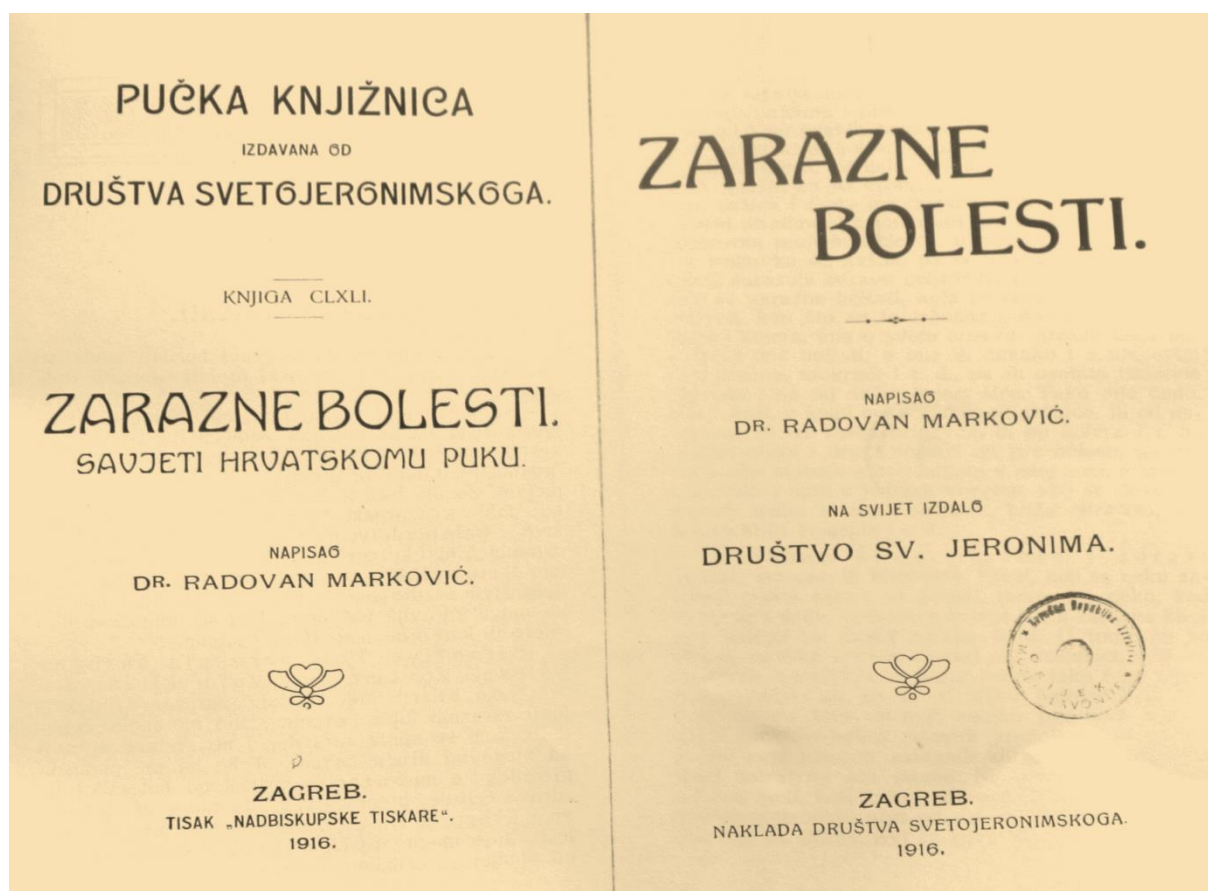 PUČKA KNJIŽNICA
IZDAVANA OD
DRUŠTVA SVETOJERONIMSKOGA.
KNJIGA CLXLI.
ZARAZNE BOLESTI.
SAVJETI HRVATSKOMU PUKU.
NAPISAO
DR. RADOVAN MARKOVIĆ.
ZAGREB.
TISAK „NADBISKUPSKE TISKARE“.
1916.
ZARAZNE
BOLESTI.
NAPISAO
DR. RADOVAN MARKOVIĆ.
NA SVIJET IZDALO
DRUŠTVO SV. JERONIMA.
OSIJEK
ZAGREB.
NAKLADA DRUŠTVA SVETOJERONIMSKOGA.
1916.